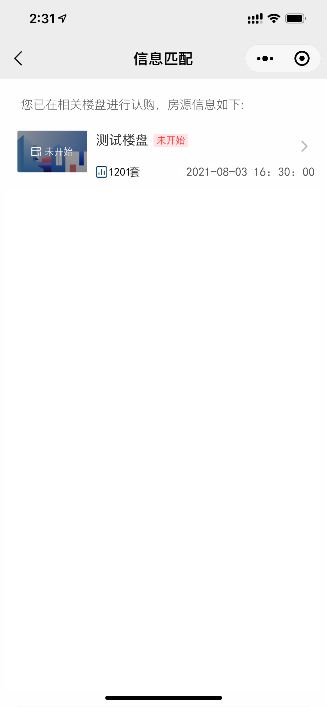 2:31
信息匹配
您已在相关楼盘进行认购，房源信息如下：
未开始
测试楼盘 未开始
1201套 2021-08-03 16：30：00